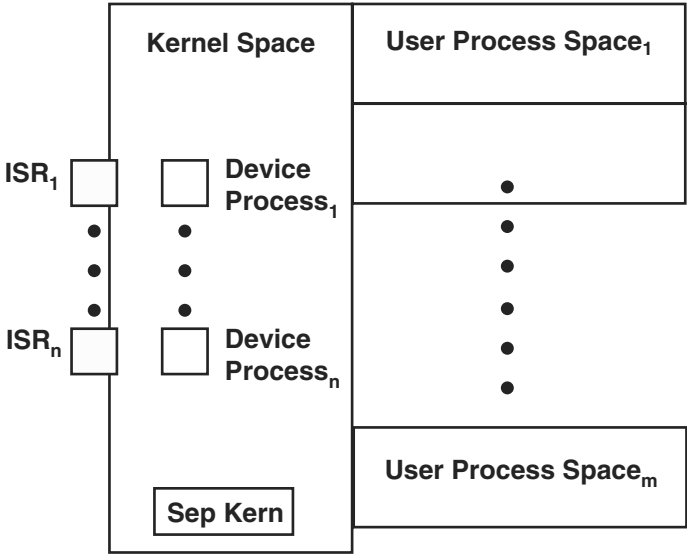 Kernel Space
User Process Space₁
ISR₁
Device
Process₁
ISRₙ
Device
Processₙ
User Process Spaceₘ
Sep Kern